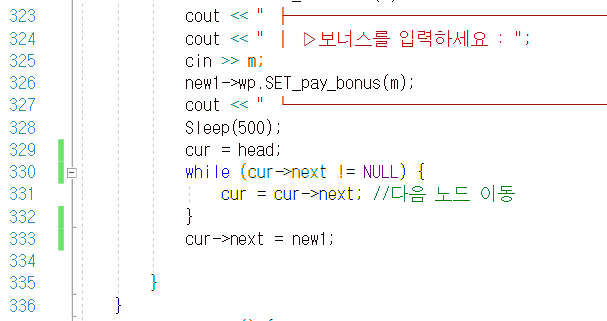 323 cout << " ├──────────────────────────────
324 cout << " │ ▷보너스를 입력하세요 : ";
325 cin >> m;
326 new1->wp.SET_pay_bonus(m);
327 cout << " └──────────────────────────────
328 Sleep(500);
329 cur = head;
330 while (cur->next != NULL) {
331 cur = cur->next; //다음 노드 이동
332 }
333 cur->next = new1;
334
335 }
336 }